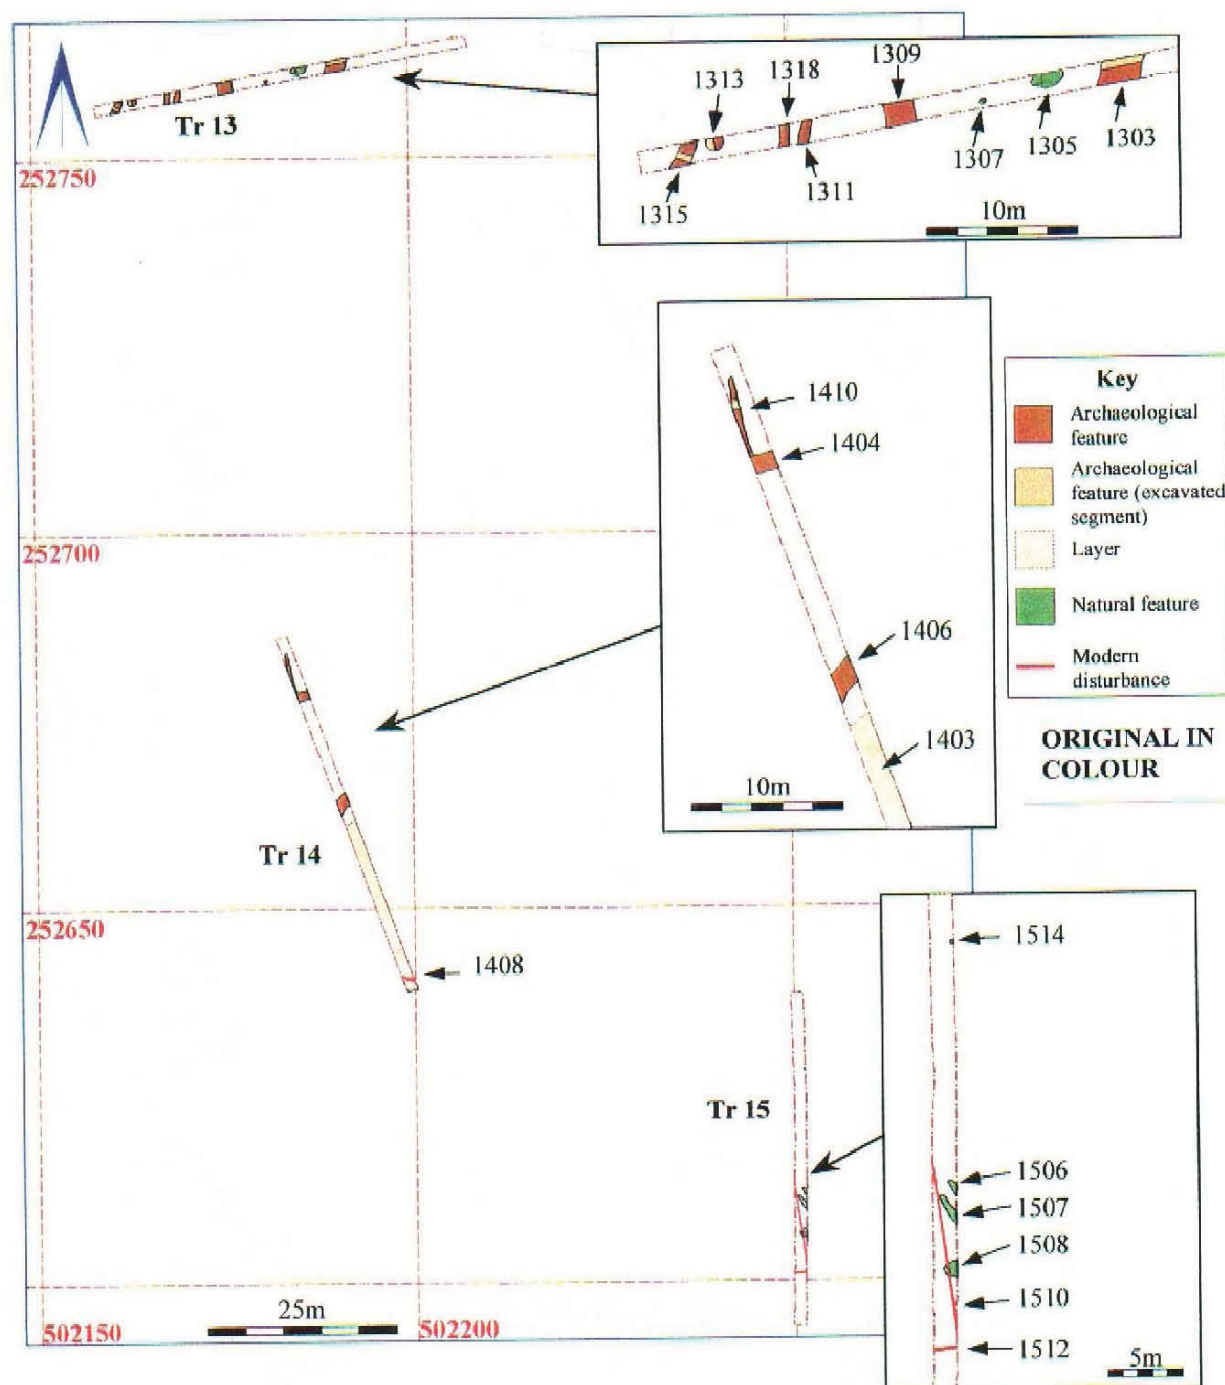 1309
1318
1313
Tr 13
1307
1305
1303
252750
1315
1311
10m
Key
Archaeological
feature
Archaeological
feature (excavated
segment)
Layer
Natural feature
Modern
disturbance
1410
1404
252700
1406
1403
ORIGINAL IN
COLOUR
10m
Tr 14
252650
1408
1514
Tr 15
1506
1507
1508
1510
1512
25m
5m
502150
502200